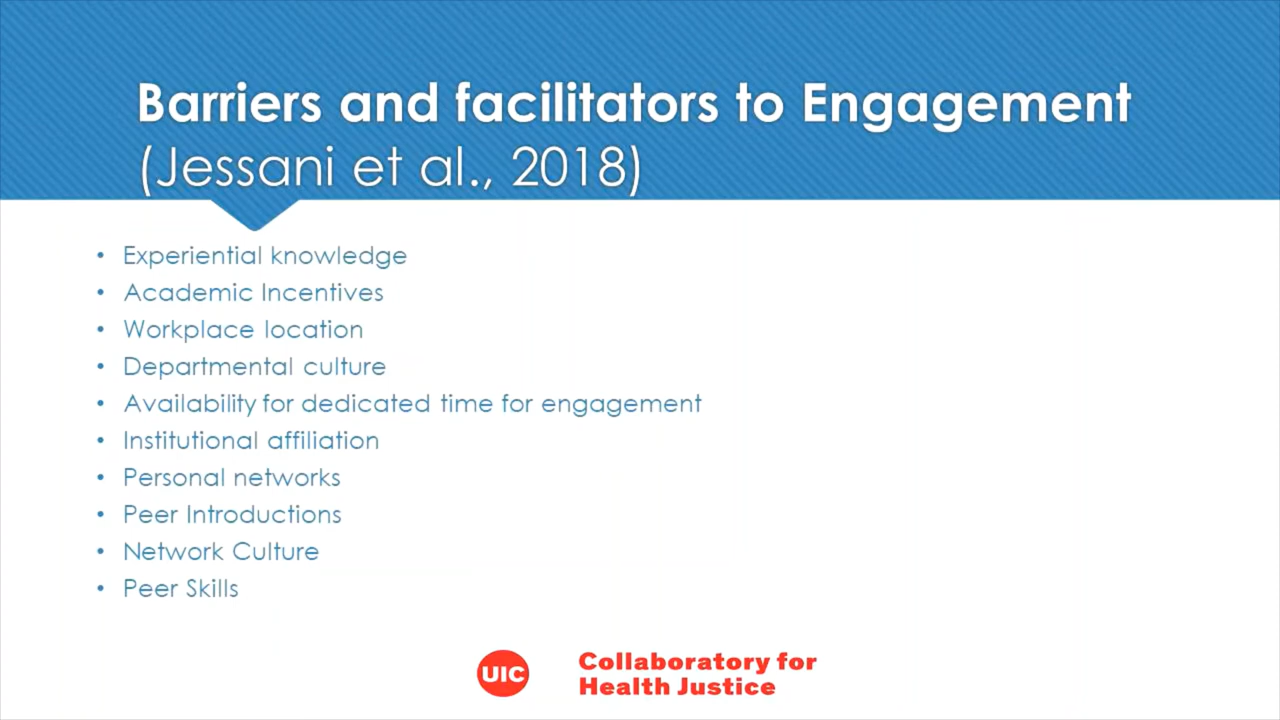 Barriers and facilitators to Engagement
(Jessani et al., 2018)
• Experiential knowledge
• Academic Incentives
• Workplace location
• Departmental culture
• Availability for dedicated time for engagement
• Institutional affiliation
• Personal networks
• Peer Introductions
• Network Culture
• Peer Skills
UIC
Collaboratory for
Health Justice